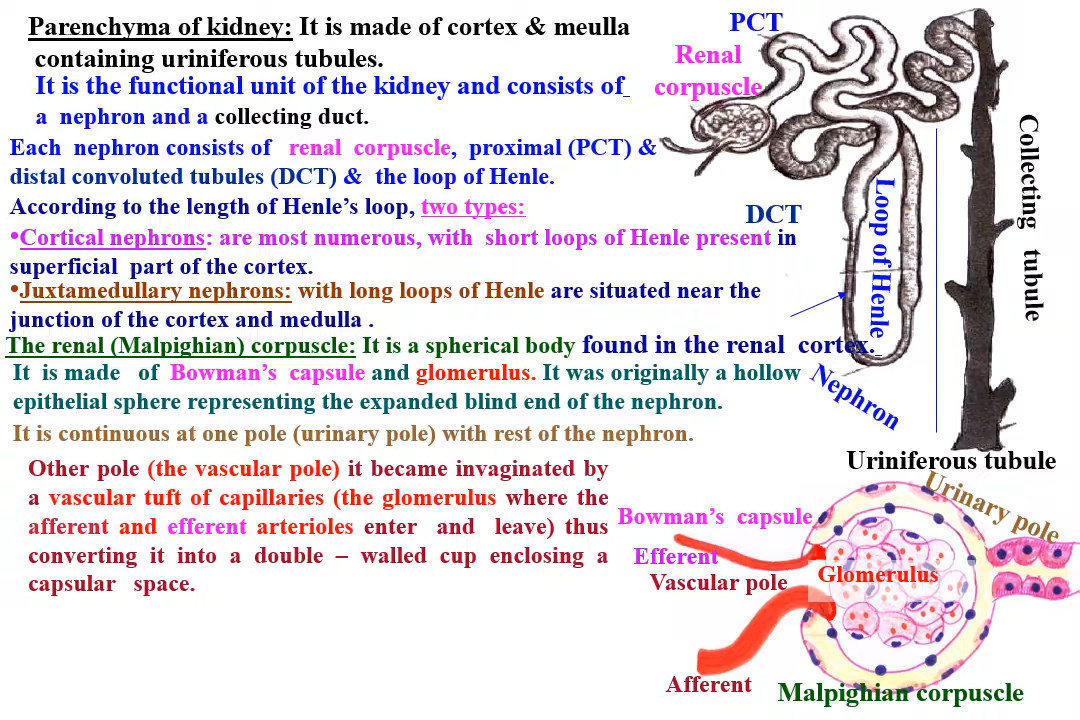 Parenchyma of kidney: It is made of cortex & meulla
containing uriniferous tubules.
It is the functional unit of the kidney and consists of
a nephron and a collecting duct.
Each nephron consists of renal corpuscle, proximal (PCT) &
distal convoluted tubules (DCT) & the loop of Henle.
According to the length of Henle’s loop, two types:
•Cortical nephrons: are most numerous, with short loops of Henle present in
superficial part of the cortex.
•Juxtamedullary nephrons: with long loops of Henle are situated near the
junction of the cortex and medulla .
The renal (Malpighian) corpuscle: It is a spherical body found in the renal cortex.
It is made of Bowman’s capsule and glomerulus. It was originally a hollow
epithelial sphere representing the expanded blind end of the nephron.
It is continuous at one pole (urinary pole) with rest of the nephron.
Other pole (the vascular pole) it became invaginated by
a vascular tuft of capillaries (the glomerulus where the
afferent and efferent arterioles enter and leave) thus
converting it into a double – walled cup enclosing a
capsular space.
PCT
Renal
corpuscle
DCT
Loop of Henle
Collecting tubule
Nephron
Uriniferous tubule
Urinary pole
Bowman’s capsule
Efferent
Vascular pole
Glomerulus
Afferent
Malpighian corpuscle